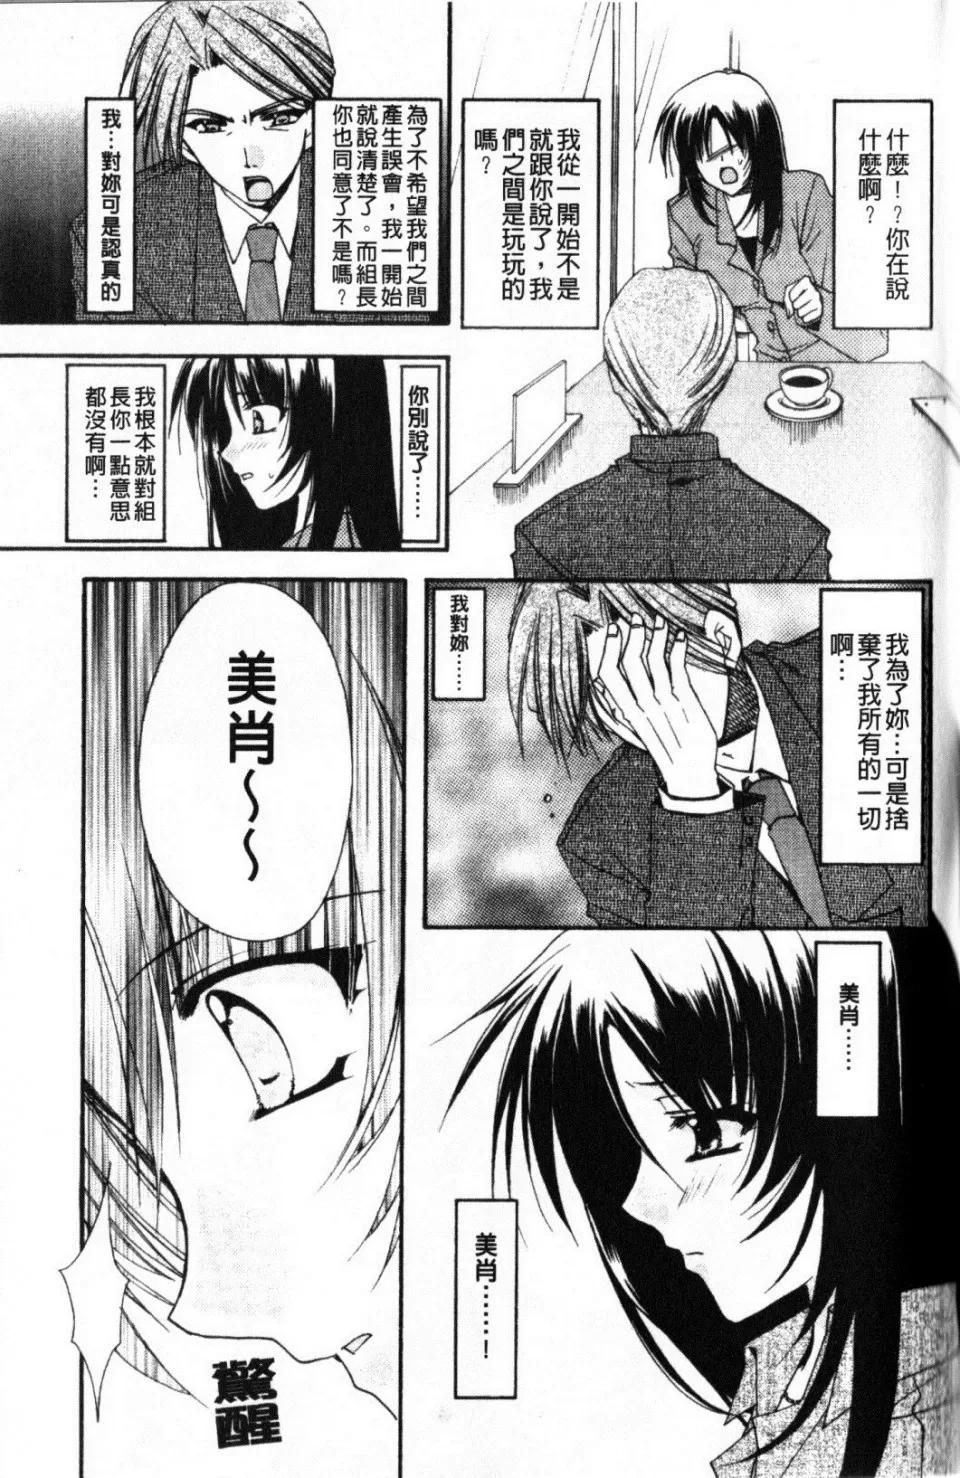 什麼！？你在說
什麼啊？
我從一開始不是
就跟你說了，我
們之間是玩玩的
嗎？
為了不希望我們之間
產生誤會，我一開始
就說清楚了。而組長
你也同意了不是嗎？
我…對妳可是認真的
你別說了……
我根本就對組
長你一點意思
都沒有啊…
我為了妳…可是捨
棄了我所有的一切
啊…
我對妳……
美肖……
美肖……！
美肖～～
驚醒